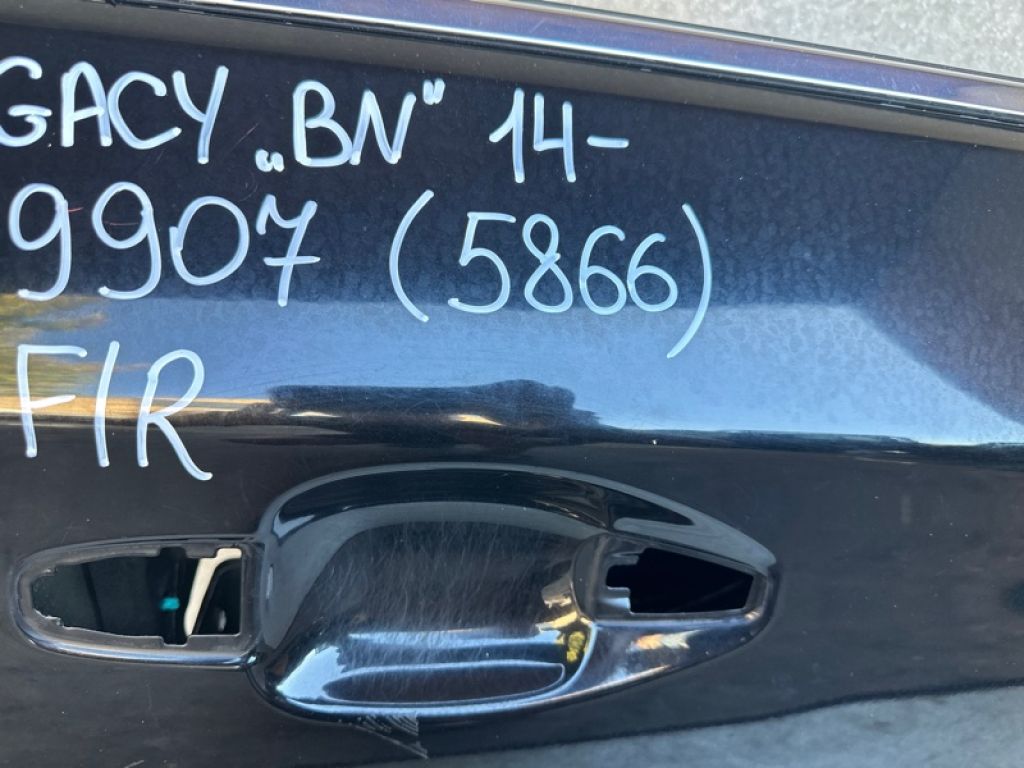 GACY „BN“ 14-
9907 (5866)
F/R